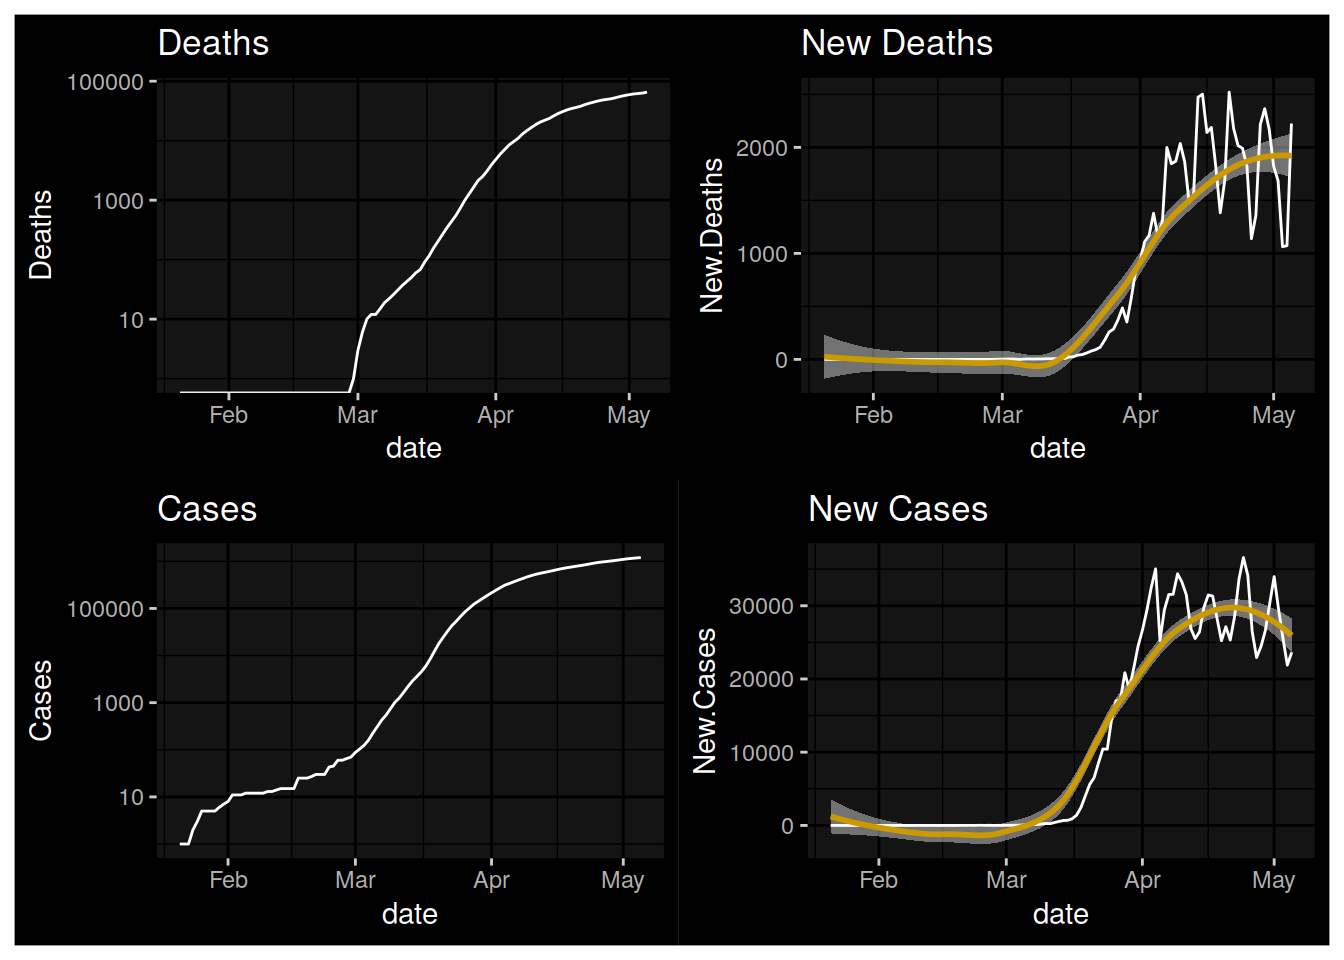 Deaths
100000
1000
10
Deaths
Feb Mar Apr May
date
New Deaths
2000
1000
0
New.Deaths
Feb Mar Apr May
date
Cases
100000
1000
10
Cases
Feb Mar Apr May
date
New Cases
30000
20000
10000
0
New.Cases
Feb Mar Apr May
date